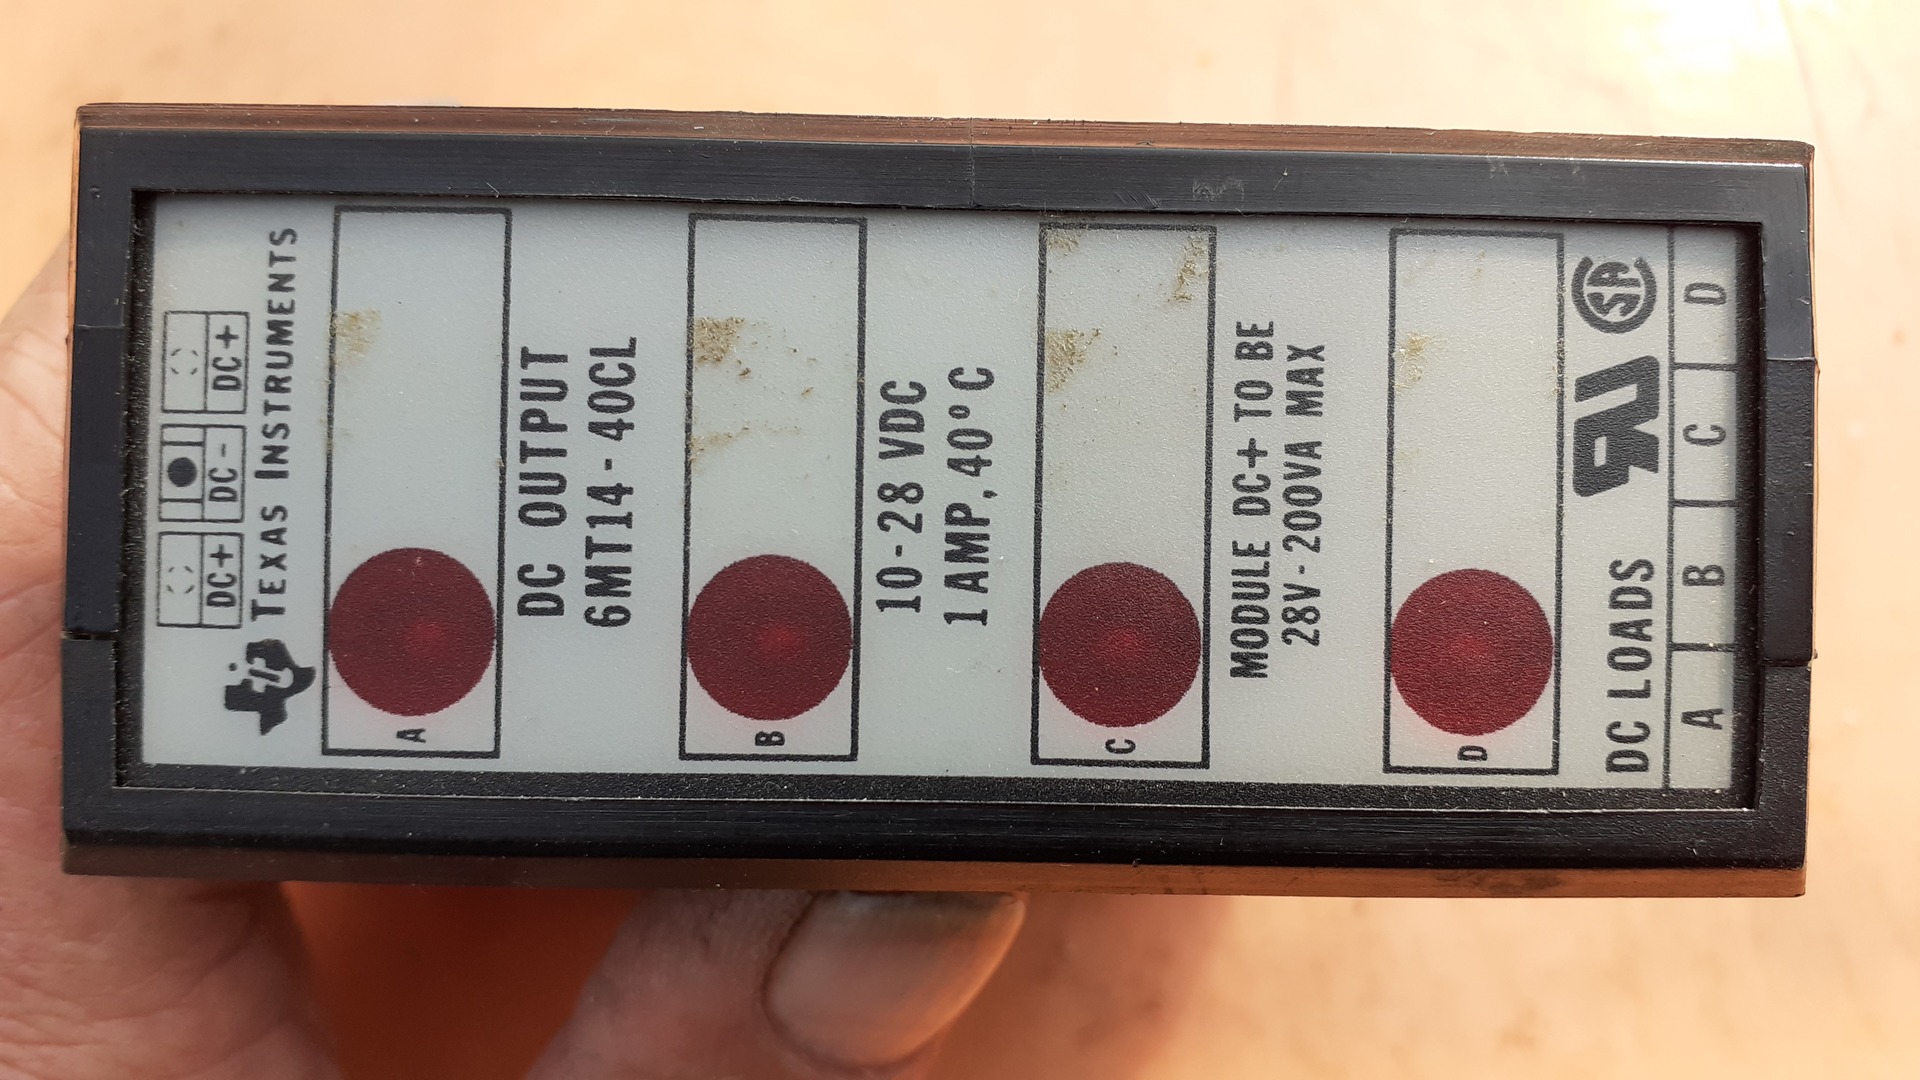 DC+ DC- DC+
TEXAS INSTRUMENTS
A
DC OUTPUT
6MT14-40CL
B
10-28 VDC
1 AMP, 40° C
C
MODULE DC+ TO BE
28V-200VA MAX
D
DC LOADS
A B C D